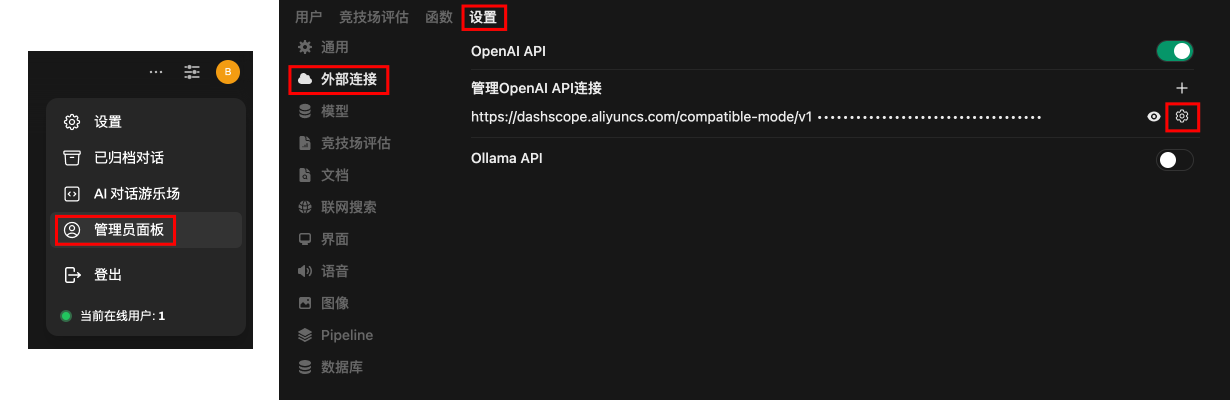 B
设置
已归档对话
AI 对话游乐场
管理员面板
登出
当前在线用户: 1
用户 竞技场评估 函数 设置
通用
外部连接
模型
竞技场评估
文档
联网搜索
界面
语音
图像
Pipeline
数据库
OpenAI API
管理OpenAI API连接
https://dashscope.aliyuncs.com/compatible-mode/v1 ••••••••••••••••••••••••••••••••••
Ollama API